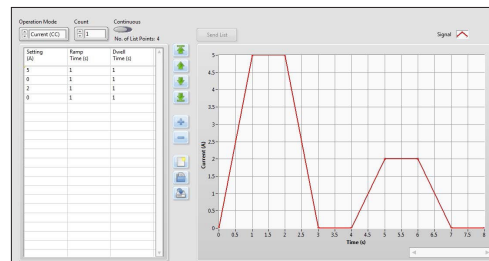 Operation Mode Count Continuous
Current (CC) 1
No. of List Points: 4
Send List
Signal
Setting (A) Ramp Time (s) Dwell Time (s)
5 1 1
0 1 1
2 1 1
0 1 1
Current (A)
5-
4.5-
4-
3.5-
3-
2.5-
2-
1.5-
1-
0.5-
0-
0 0.5 1 1.5 2 2.5 3 3.5 4 4.5 5 5.5 6 6.5 7 7.5 8
Time (s)